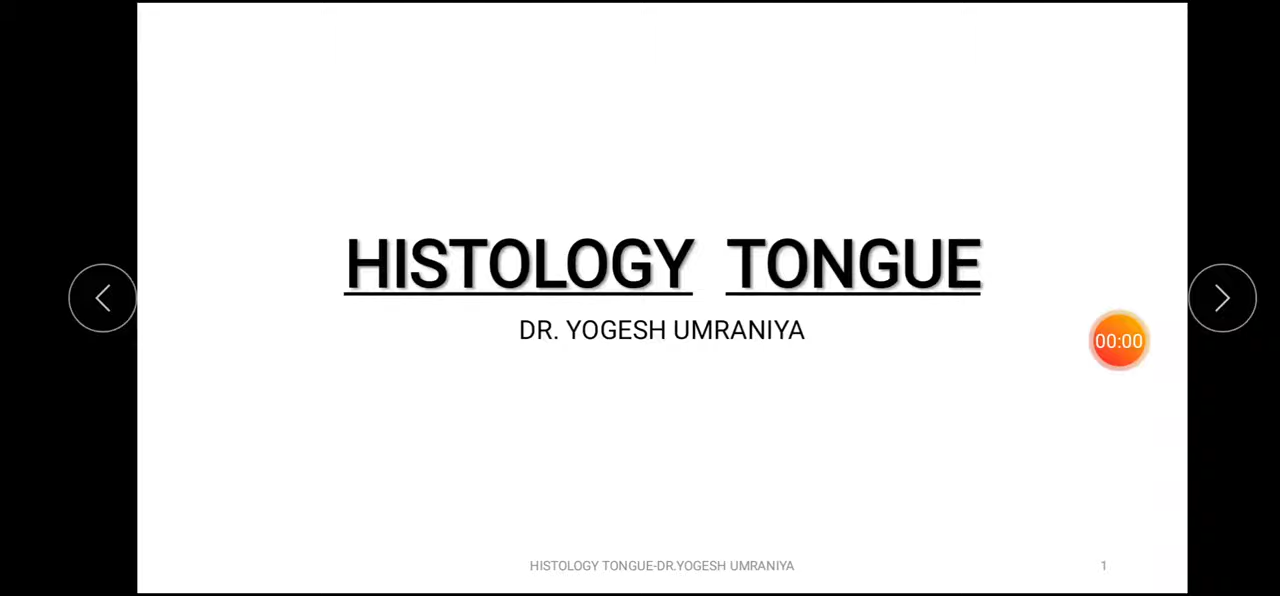 HISTOLOGY TONGUE
DR. YOGESH UMRANIYA
00:00
HISTOLOGY TONGUE-DR.YOGESH UMRANIYA
1